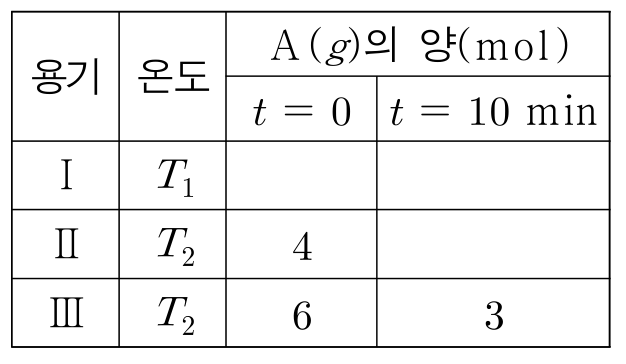 용기 온도 A(g)의 양(mol)
t = 0 t = 10 min
Ⅰ T₁
Ⅱ T₂ 4
Ⅲ T₂ 6 3